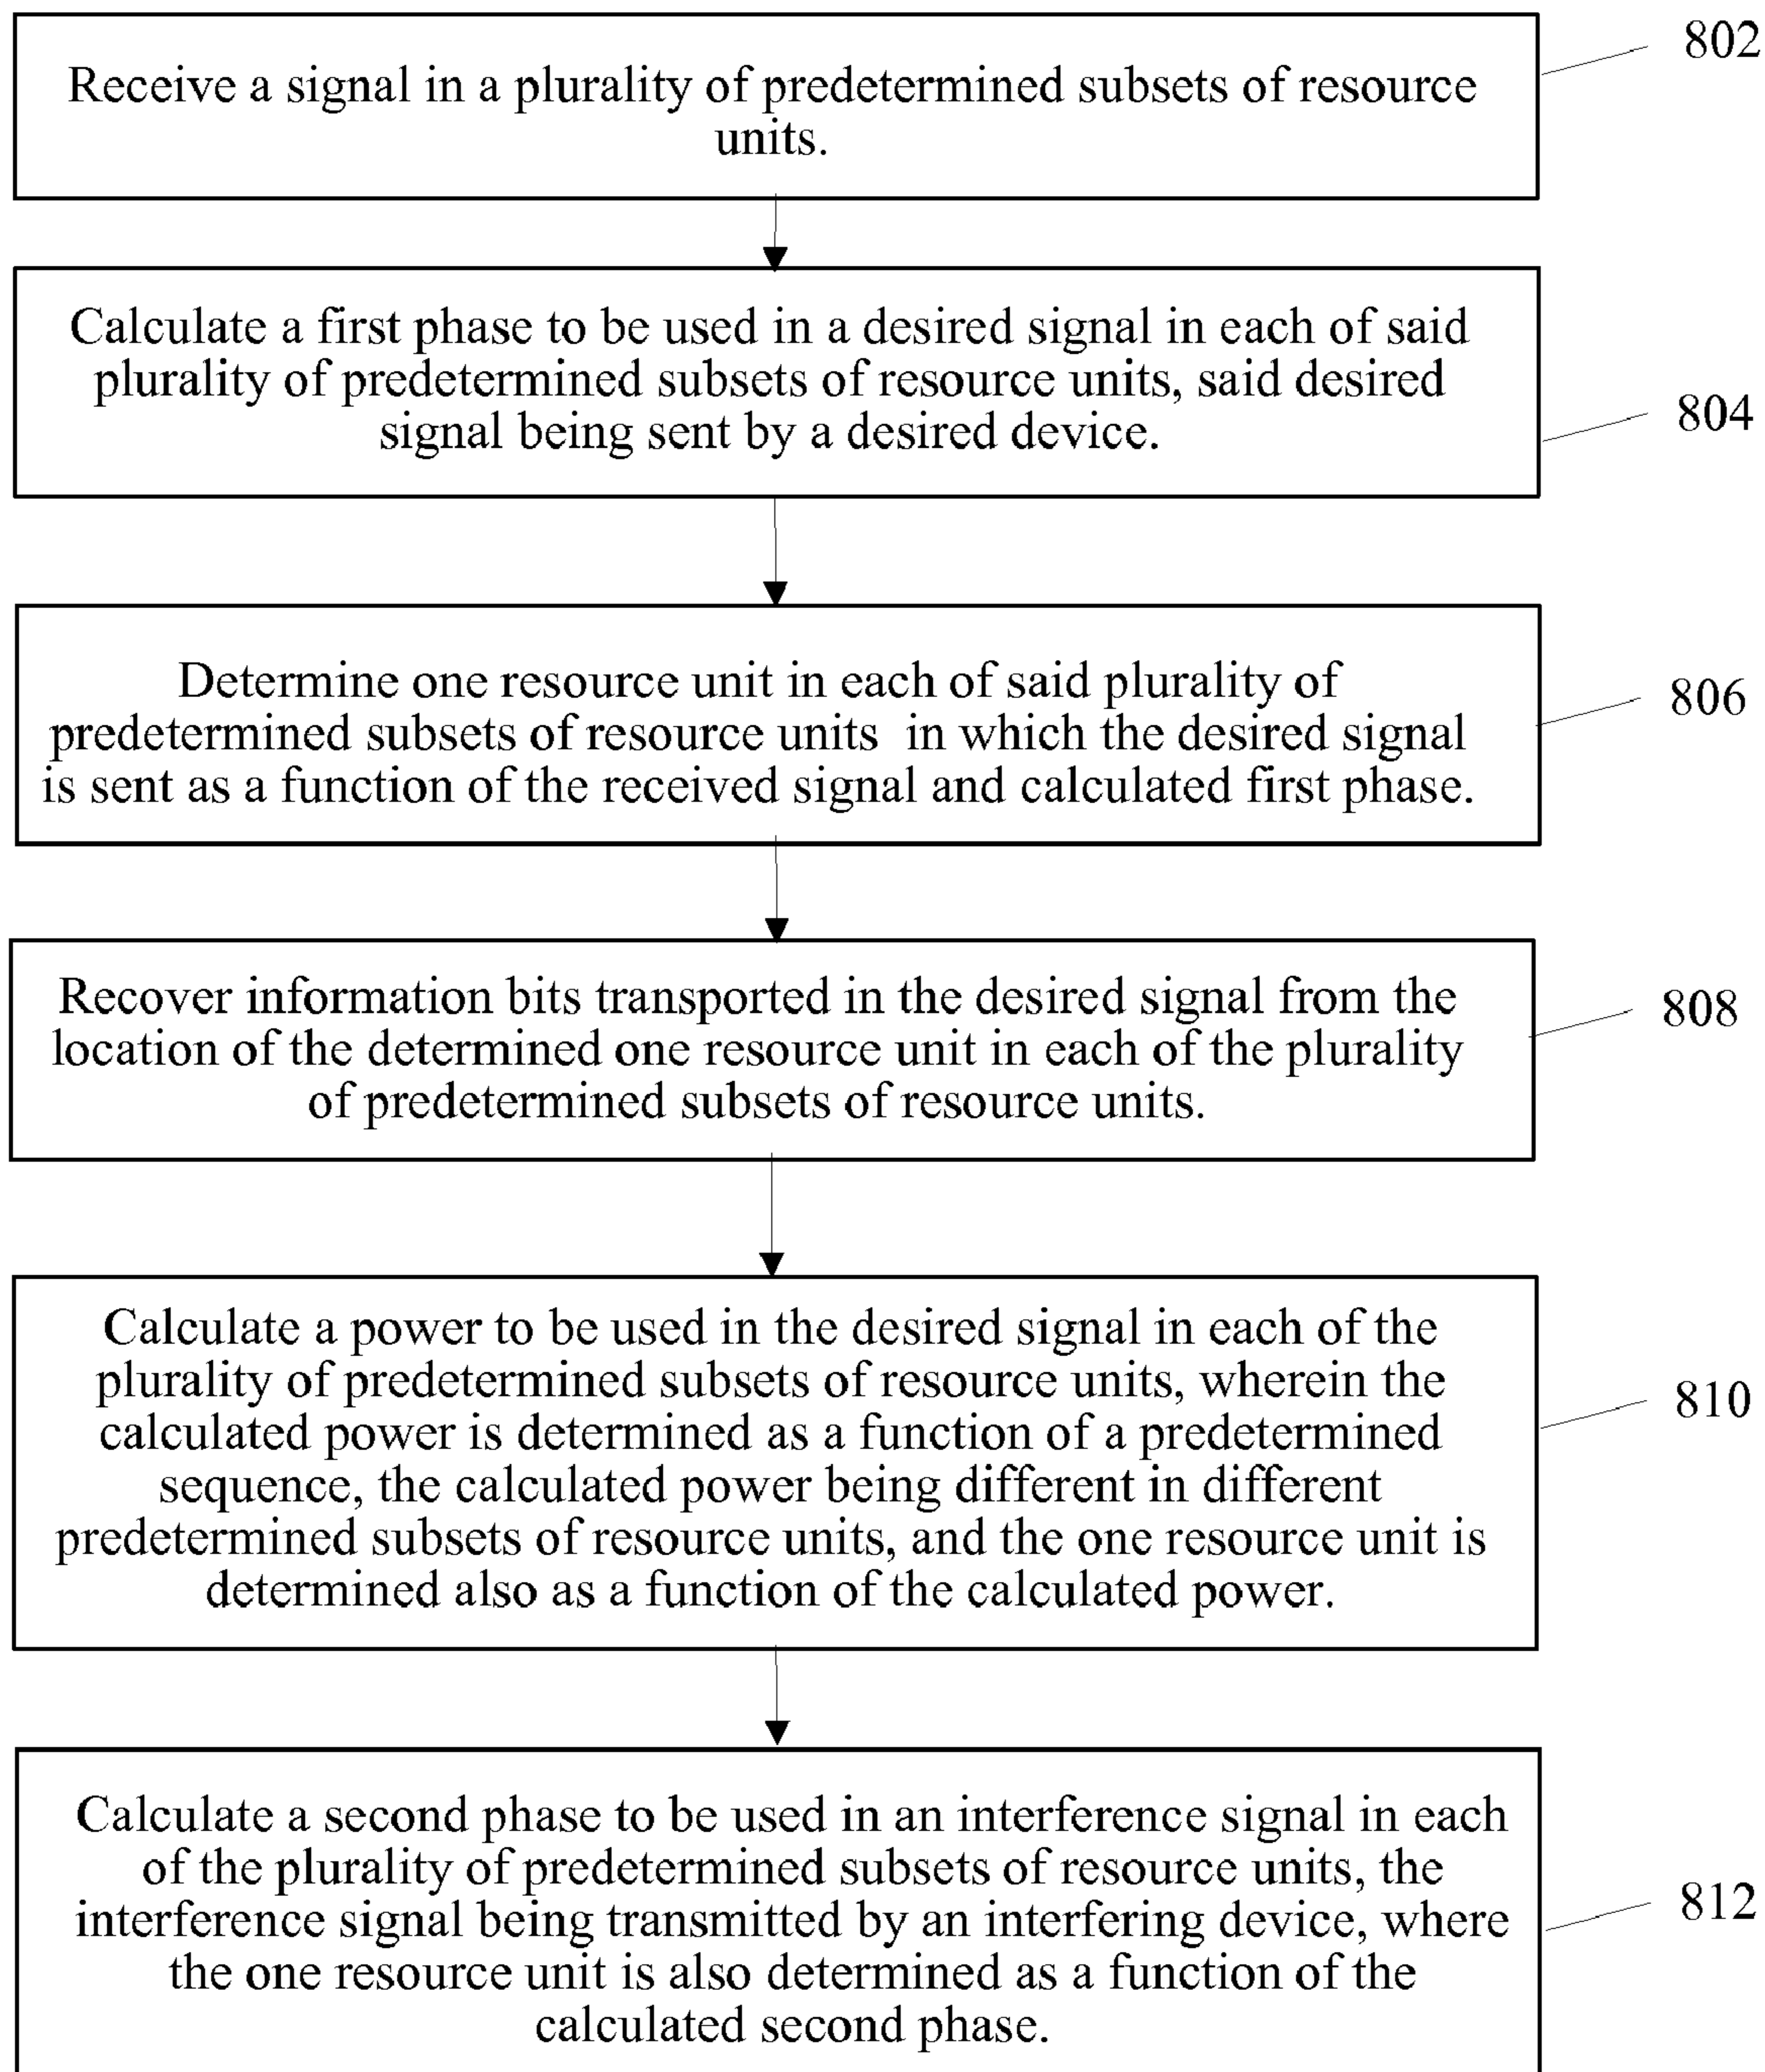 Receive a signal in a plurality of predetermined subsets of resource
units.
802
Calculate a first phase to be used in a desired signal in each of said
plurality of predetermined subsets of resource units, said desired
signal being sent by a desired device.
804
Determine one resource unit in each of said plurality of
predetermined subsets of resource units in which the desired signal
is sent as a function of the received signal and calculated first phase.
806
Recover information bits transported in the desired signal from the
location of the determined one resource unit in each of the plurality
of predetermined subsets of resource units.
808
Calculate a power to be used in the desired signal in each of the
plurality of predetermined subsets of resource units, wherein the
calculated power is determined as a function of a predetermined
sequence, the calculated power being different in different
predetermined subsets of resource units, and the one resource unit is
determined also as a function of the calculated power.
810
Calculate a second phase to be used in an interference signal in each
of the plurality of predetermined subsets of resource units, the
interference signal being transmitted by an interfering device, where
the one resource unit is also determined as a function of the
calculated second phase.
812